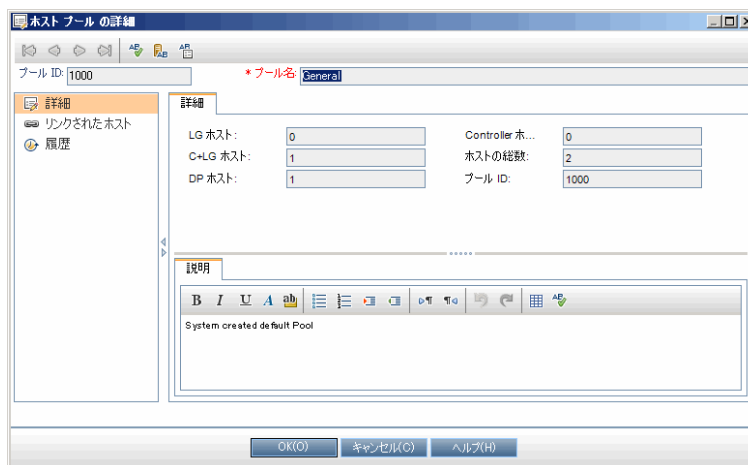 ホスト プール の詳細
プール ID: 1000
*プール名: General
詳細
リンクされたホスト
履歴
詳細
LG ホスト: 0
Controller ホ... 0
C+LG ホスト: 1
ホストの総数: 2
DP ホスト: 1
プール ID: 1000
説明
B I U A ab
System created default Pool
OK(O) キャンセル(C) ヘルプ(H)